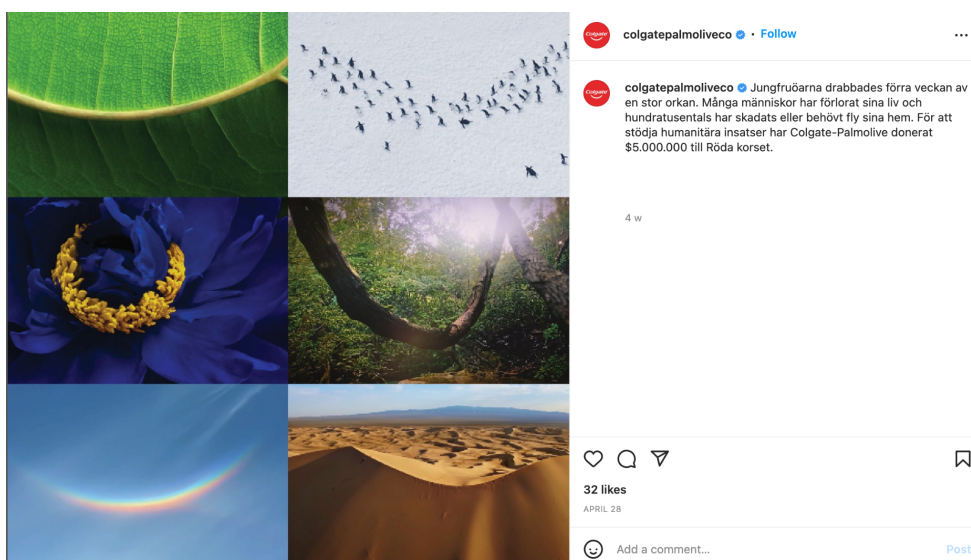 Colgate
colgatepalmoliveco • Follow
Colgate
colgatepalmoliveco Jungfruöarna drabbades förra veckan av
en stor orkan. Många människor har förlorat sina liv och
hundratusentals har skadats eller behövt fly sina hem. För att
stödja humanitära insatser har Colgate-Palmolive donerat
$5.000.000 till Röda korset.
4 w
32 likes
APRIL 28
Add a comment...
Post